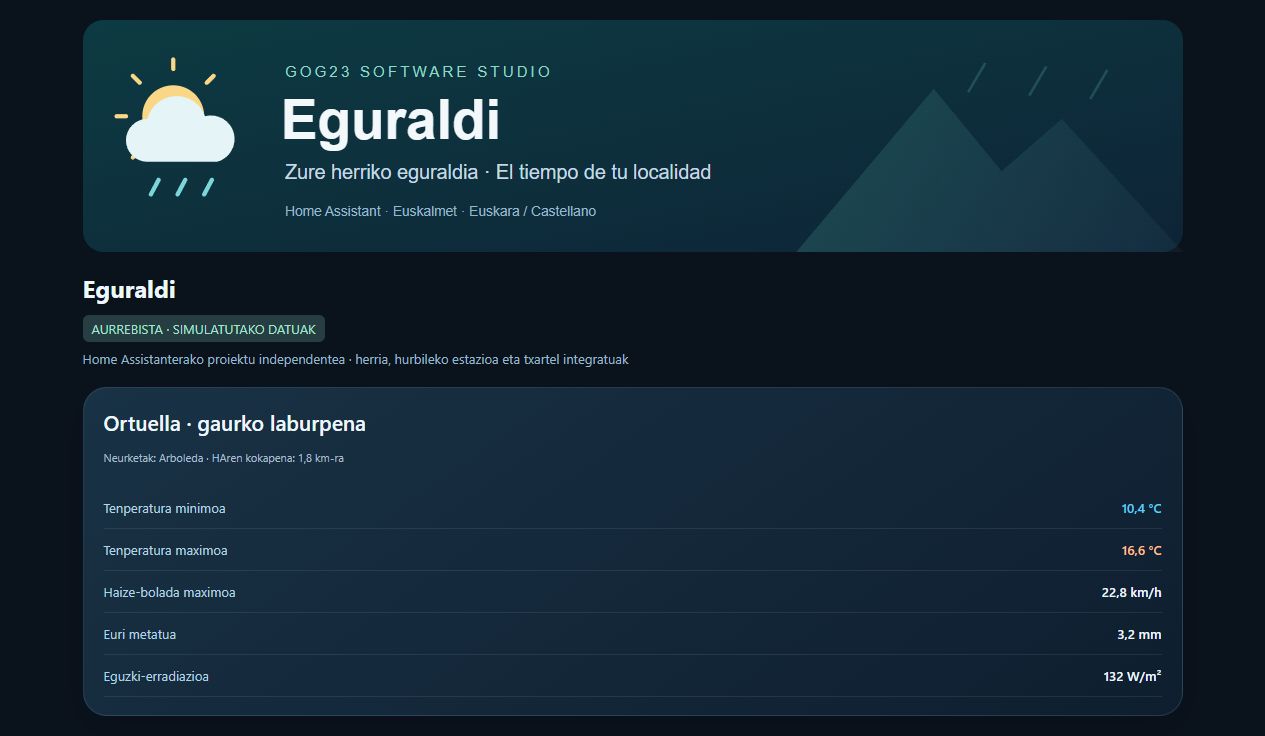 GOG23 SOFTWARE STUDIO
Eguraldi
Zure herriko eguraldia · El tiempo de tu localidad
Home Assistant · Euskalmet · Euskara / Castellano
Eguraldi
AURREBISTA · SIMULATUTAKO DATUAK
Home Assistanterako proiektu independentea · herria, hurbileko estazioa eta txartel integratuak
Ortuella · gaurko laburpena
Neurketak: Arboleda · HAren kokapena: 1,8 km-ra
Tenperatura minimoa 10,4 °C
Tenperatura maximoa 16,6 °C
Haize-bolada maximoa 22,8 km/h
Euri metatua 3,2 mm
Eguzki-erradiazioa 132 W/m²